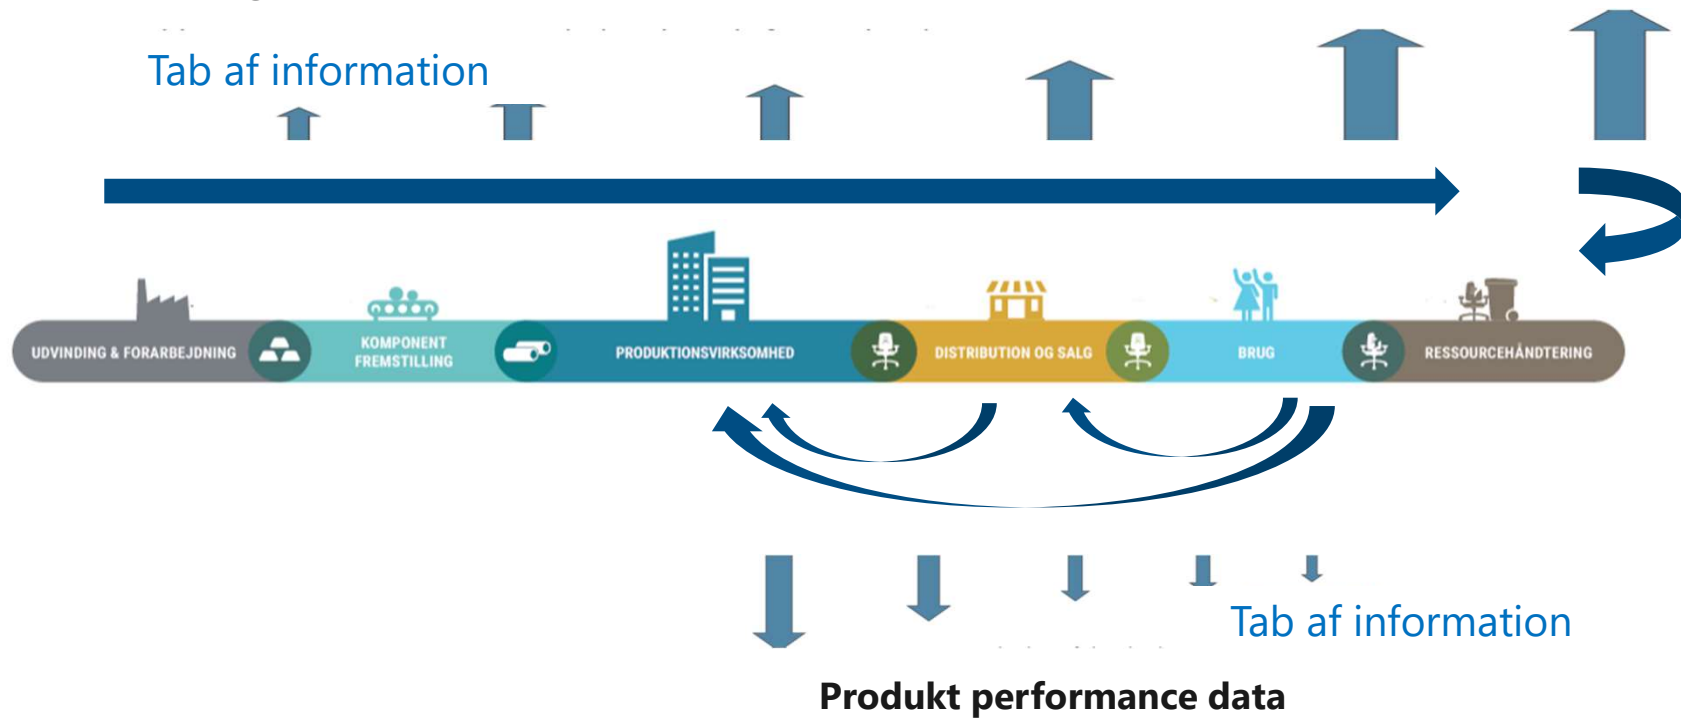 Tab af information
UDVINDING & FORARBEJDNING
KOMPONENT
FREMSTILLING
PRODUKTIONSVIRKSOMHED
DISTRIBUTION OG SALG
BRUG
RESSOURCEHÅNDTERING
Tab af information
Produkt performance data